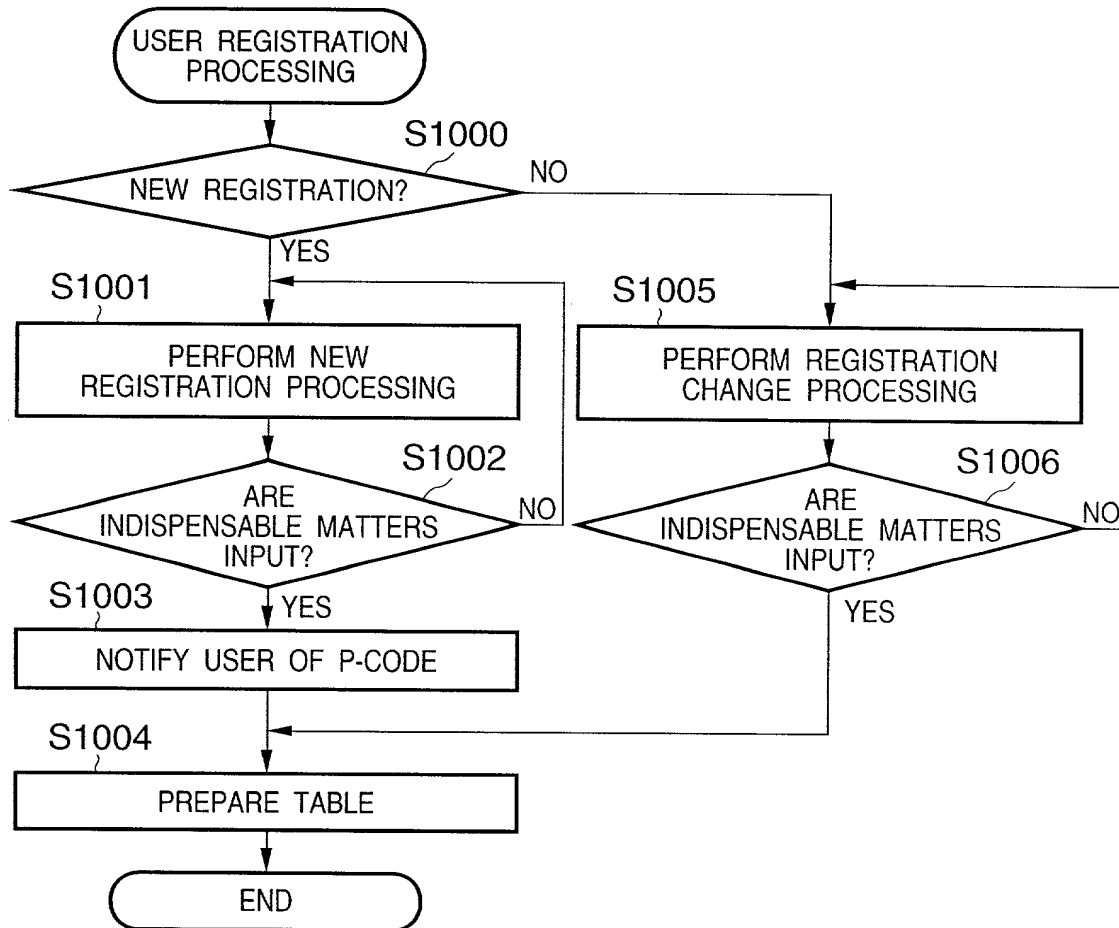 USER REGISTRATION
PROCESSING
S1000
NEW REGISTRATION?
NO
YES
S1001
PERFORM NEW
REGISTRATION PROCESSING
S1002
ARE
INDISPENSABLE MATTERS
INPUT?
NO
YES
S1003
NOTIFY USER OF P-CODE
S1004
PREPARE TABLE
END
S1005
PERFORM REGISTRATION
CHANGE PROCESSING
S1006
ARE
INDISPENSABLE MATTERS
INPUT?
NO
YES